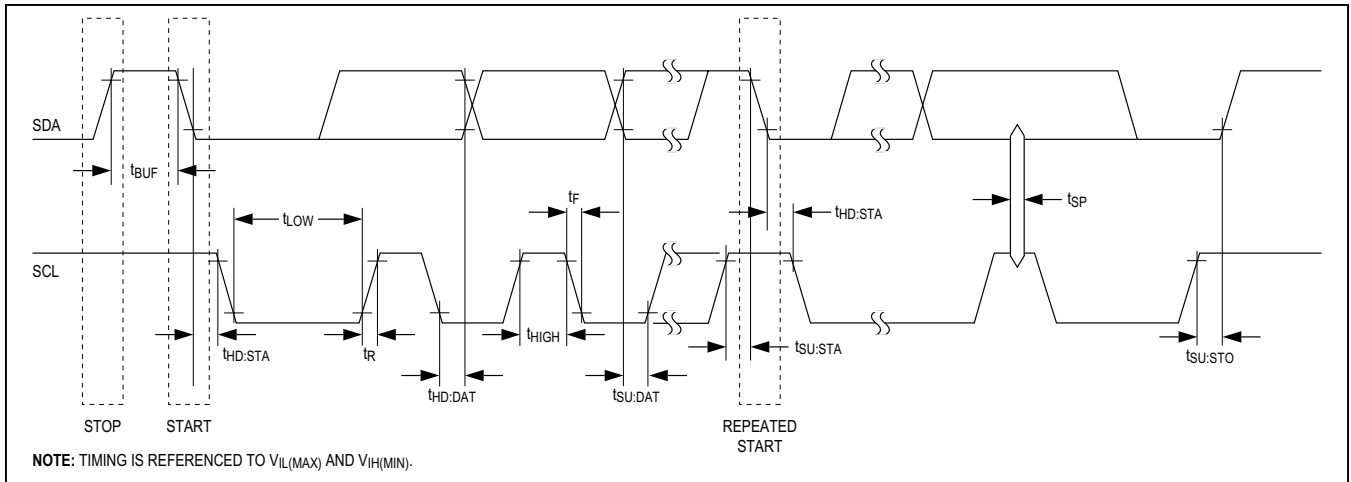 SDA
tBUF
tF
tHD:STA
tSP
tLOW
SCL
tHD:STA
tR
tHIGH
tSU:STA
tSU:STO
tHD:DAT
tSU:DAT
STOP
START
REPEATED
START
NOTE: TIMING IS REFERENCED TO VIL(MAX) AND VIH(MIN).